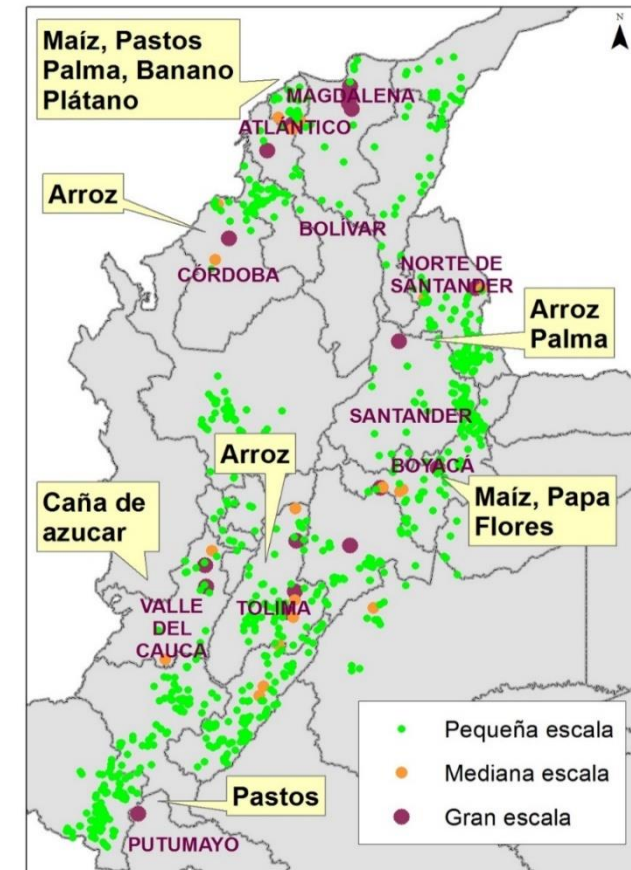 N
Maíz, Pastos
Palma, Banano
Plátano
MAGDALENA
ATLÁNTICO
Arroz
BOLÍVAR
CÓRDOBA
NORTE DE
SANTANDER
Arroz
Palma
SANTANDER
Arroz
BOYACÁ
Caña de
azucar
Maíz, Papa
Flores
VALLE
DEL
CAUCA
TOLIMA
Pequeña escala
Mediana escala
Gran escala
Pastos
PUTUMAYO